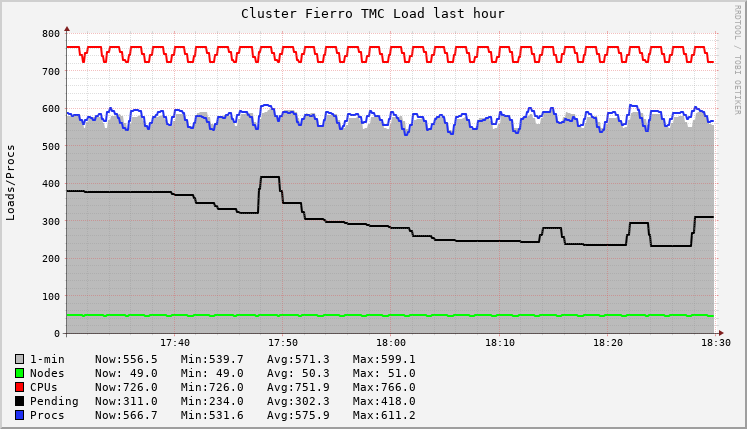 Cluster Fierro TMC Load last hour
RRDTOOL / TOBI OETIKER
Loads/Procs
800
700
600
500
400
300
200
100
0
17:40 17:50 18:00 18:10 18:20 18:30
1-min Now:556.5 Min:539.7 Avg:571.3 Max:599.1
Nodes Now: 49.0 Min: 49.0 Avg: 50.3 Max: 51.0
CPUs Now:726.0 Min:726.0 Avg:751.9 Max:766.0
Pending Now:311.0 Min:234.0 Avg:302.3 Max:418.0
Procs Now:566.7 Min:531.6 Avg:575.9 Max:611.2